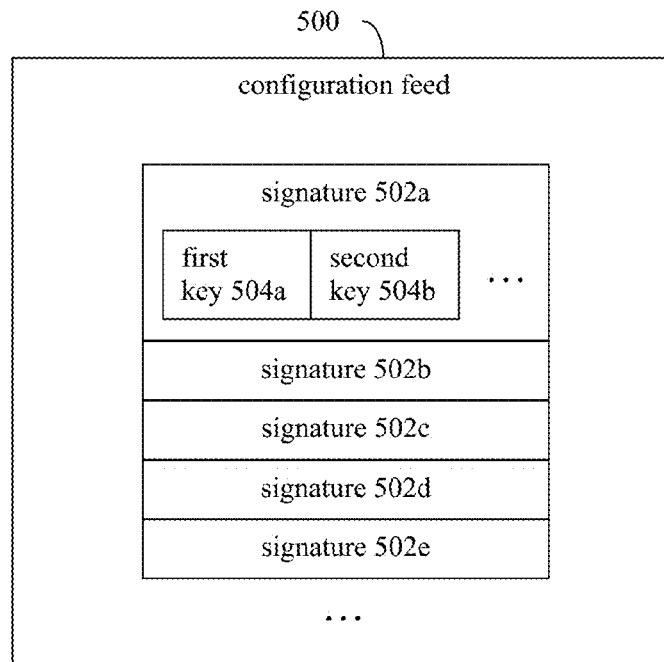 500
configuration feed
signature 502a
first second
key 504a key 504b ...
signature 502b
signature 502c
signature 502d
signature 502e
...